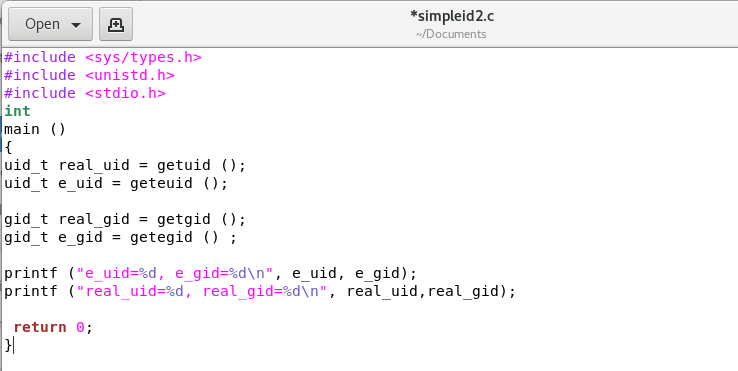 Open
*simpleid2.c
~/Documents
#include <sys/types.h>
#include <unistd.h>
#include <stdio.h>
int
main ()
{
uid_t real_uid = getuid ();
uid_t e_uid = geteuid ();
gid_t real_gid = getgid ();
gid_t e_gid = getegid () ;
printf ("e_uid=%d, e_gid=%d\n", e_uid, e_gid);
printf ("real_uid=%d, real_gid=%d\n", real_uid,real_gid);
return 0;
}